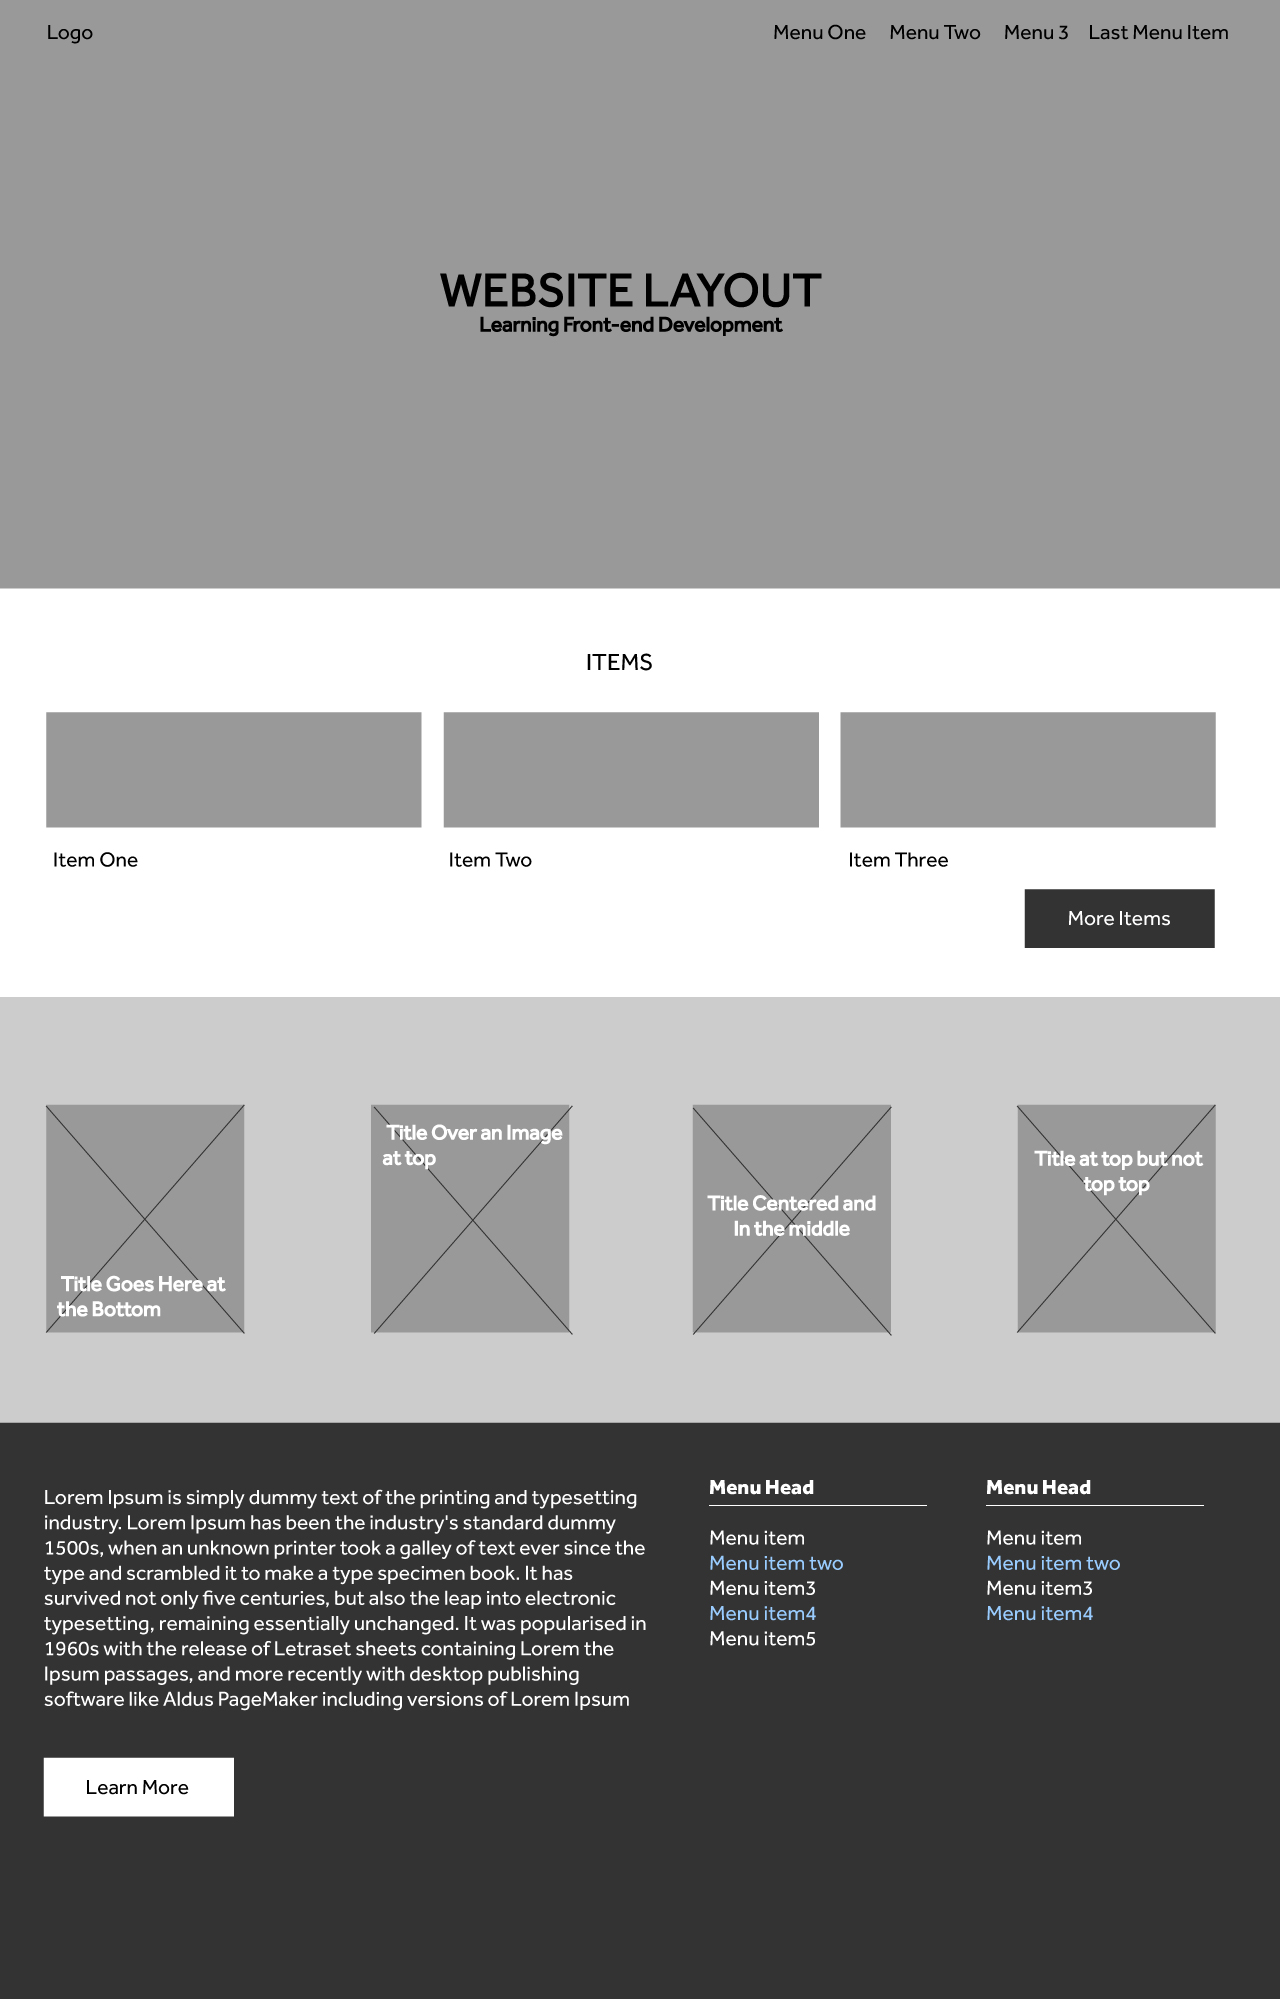 Logo
Menu One
Menu Two
Menu 3
Last Menu Item
WEBSITE LAYOUT
Learning Front-end Development
ITEMS
Item One
Item Two
Item Three
More Items
Title Goes Here at
the Bottom
Title Over an Image
at top
Title Centered and
In the middle
Title at top but not
top top
Lorem Ipsum is simply dummy text of the printing and typesetting
industry. Lorem Ipsum has been the industry's standard dummy
1500s, when an unknown printer took a galley of text ever since the
type and scrambled it to make a type specimen book. It has
survived not only five centuries, but also the leap into electronic
typesetting, remaining essentially unchanged. It was popularised in
1960s with the release of Letraset sheets containing Lorem the
Ipsum passages, and more recently with desktop publishing
software like Aldus PageMaker including versions of Lorem Ipsum
Learn More
Menu Head
Menu item
Menu item two
Menu item3
Menu item4
Menu item5
Menu Head
Menu item
Menu item two
Menu item3
Menu item4